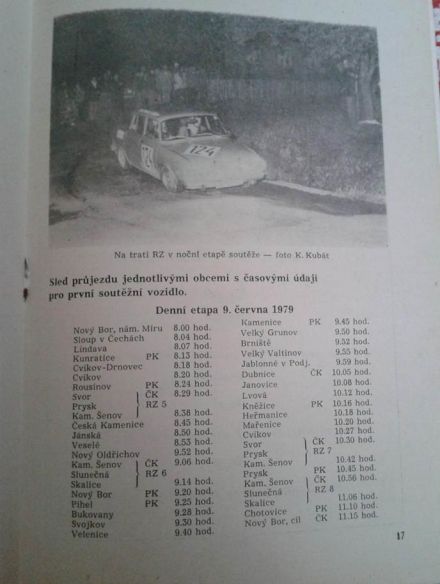 124
124
Na trati RZ v noční etapě soutěže — foto K. Kubát
Sled průjezdu jednotlivými obcemi s časovými údaji
pro první soutěžní vozidlo.
Denní etapa 9. června 1979
Nový Bor, nám. Míru 8.00 hod.
Sloup v Čechách 8.04 hod.
Lindava 8.07 hod.
Kunratice PK 8.13 hod.
Cvikov-Drnovec 8.18 hod.
Cvikov 8.20 hod.
Rousínov PK 8.24 hod.
Svor ČK 8.29 hod.
Prysk RZ 5
Kam. Šenov 8.38 hod.
Česká Kamenice 8.45 hod.
Jánská 8.50 hod.
Veselé 8.53 hod.
Nový Oldřichov 9.52 hod.
Kam. Šenov ČK 9.06 hod.
Slunečná RZ 6
Skalice 9.14 hod.
Nový Bor PK 9.20 hod.
Pihel PK 9.25 hod.
Bukovany 9.28 hod.
Svojkov 9.30 hod.
Velenice 9.40 hod.
Kamenice PK 9.45 hod.
Velký Grunov 9.50 hod.
Brniště 9.52 hod.
Velký Valtinov 9.55 hod.
Jablonné v Podj. 9.59 hod.
Dubnice ČK 10.05 hod.
Janovice 10.08 hod.
Lvová 10.12 hod.
Kněžice PK 10.16 hod.
Heřmanice 10.18 hod.
Mařenice 10.20 hod.
Cvikov 10.27 hod.
Svor ČK 10.30 hod.
Prysk RZ 7
Kam. Šenov 10.42 hod.
Prysk PK 10.45 hod.
Kam. Šenov ČK 10.56 hod.
Slunečná RZ 8
Skalice 11.06 hod.
Chotovice PK 11.10 hod.
Nový Bor, cíl ČK 11.15 hod.
17